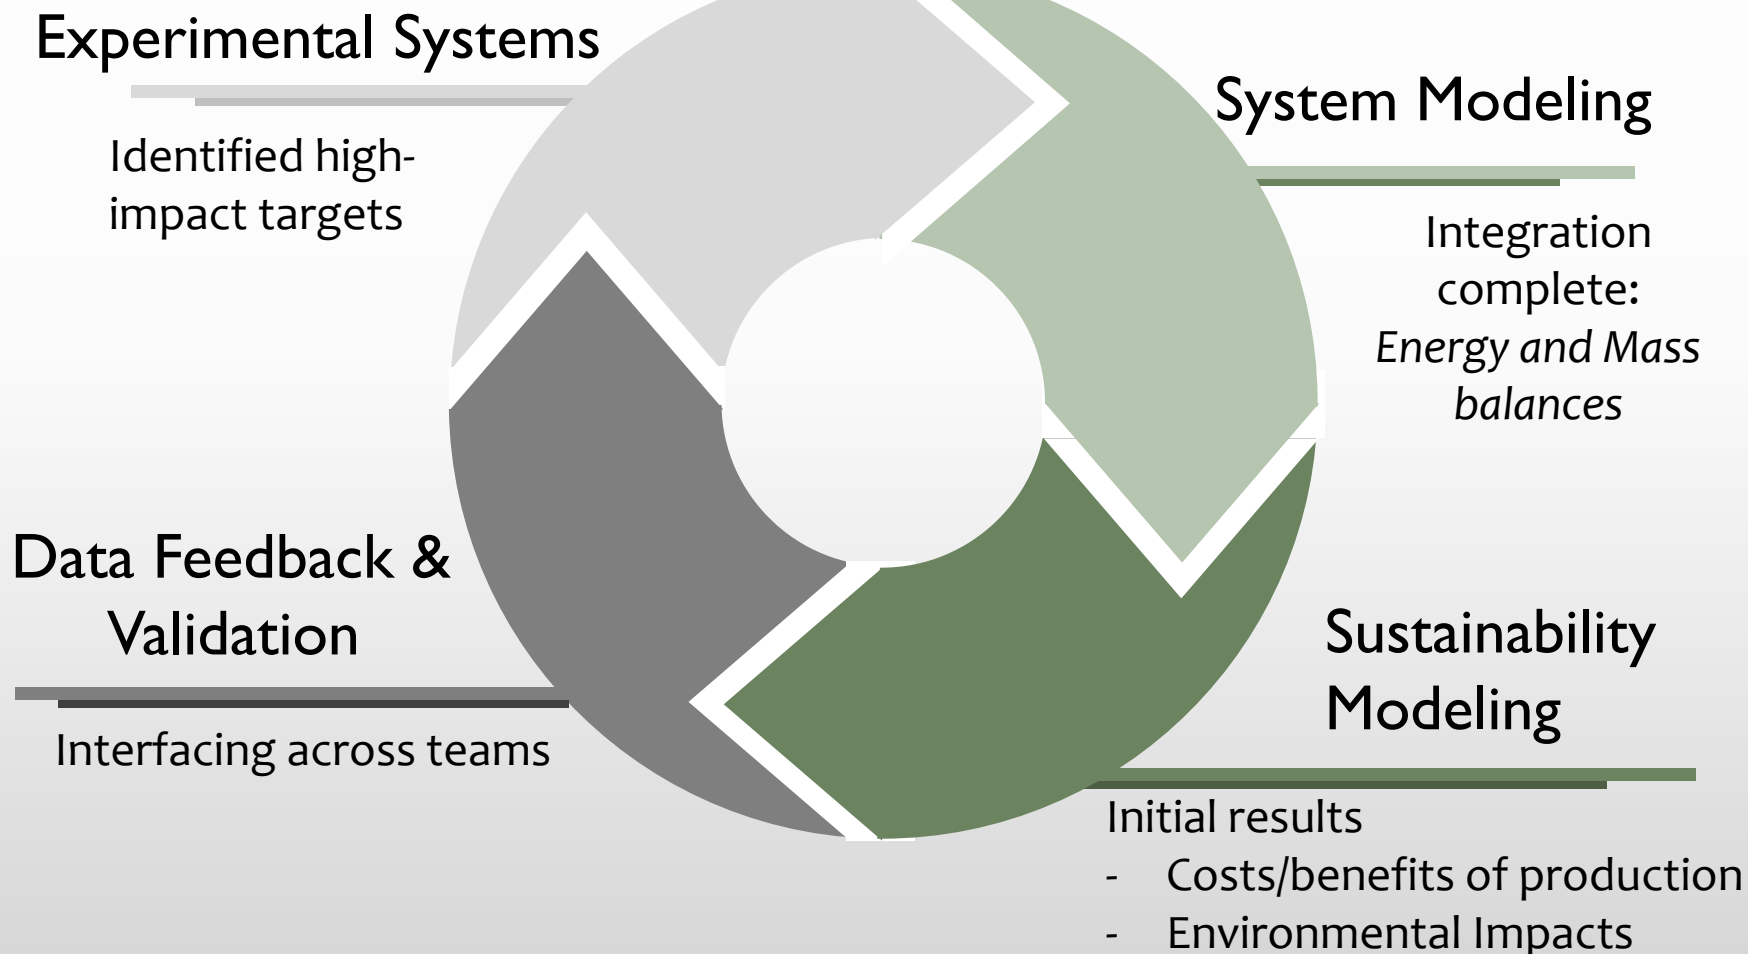 Experimental Systems
Identified high-
impact targets
System Modeling
Integration
complete:
Energy and Mass
balances
Data Feedback &
Validation
Interfacing across teams
Sustainability
Modeling
Initial results
- Costs/benefits of production
- Environmental Impacts